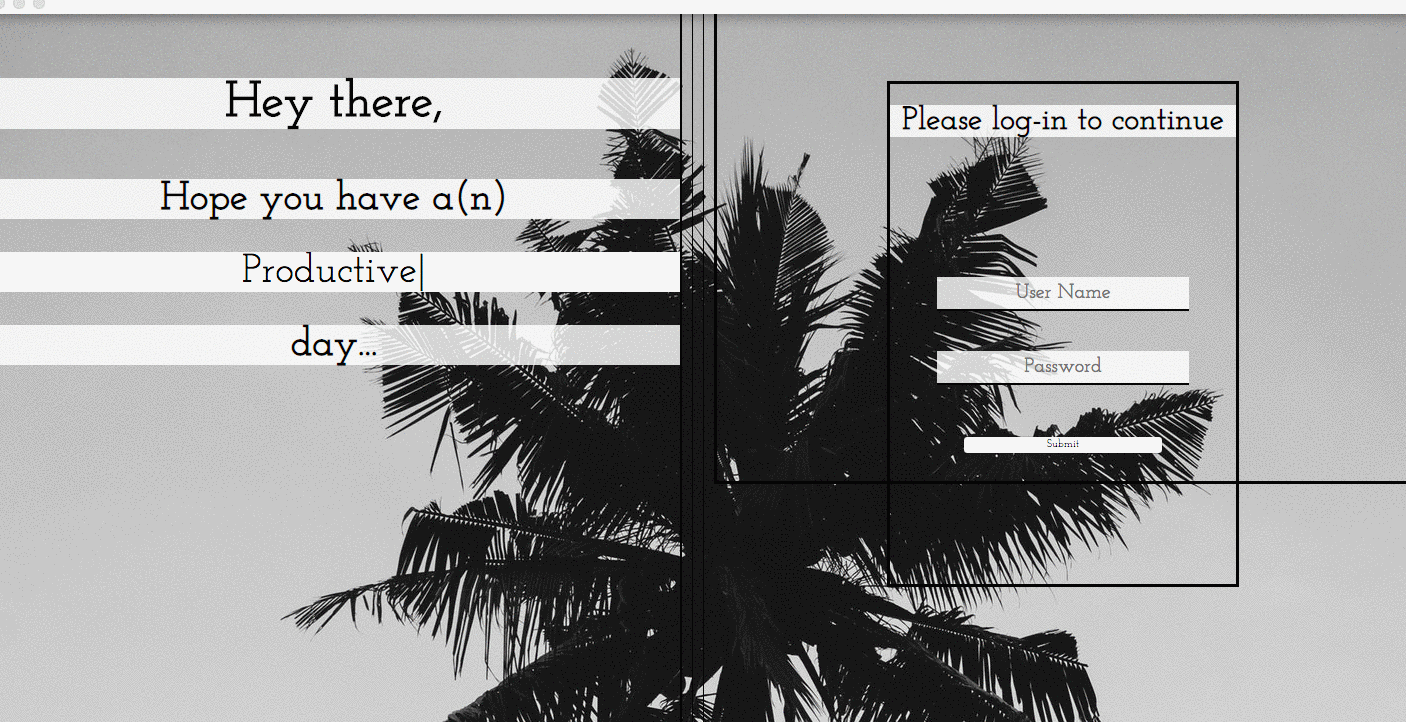 Hey there,
Hope you have a(n)
Productive|
day...
Please log-in to continue
User Name
Password
Submit